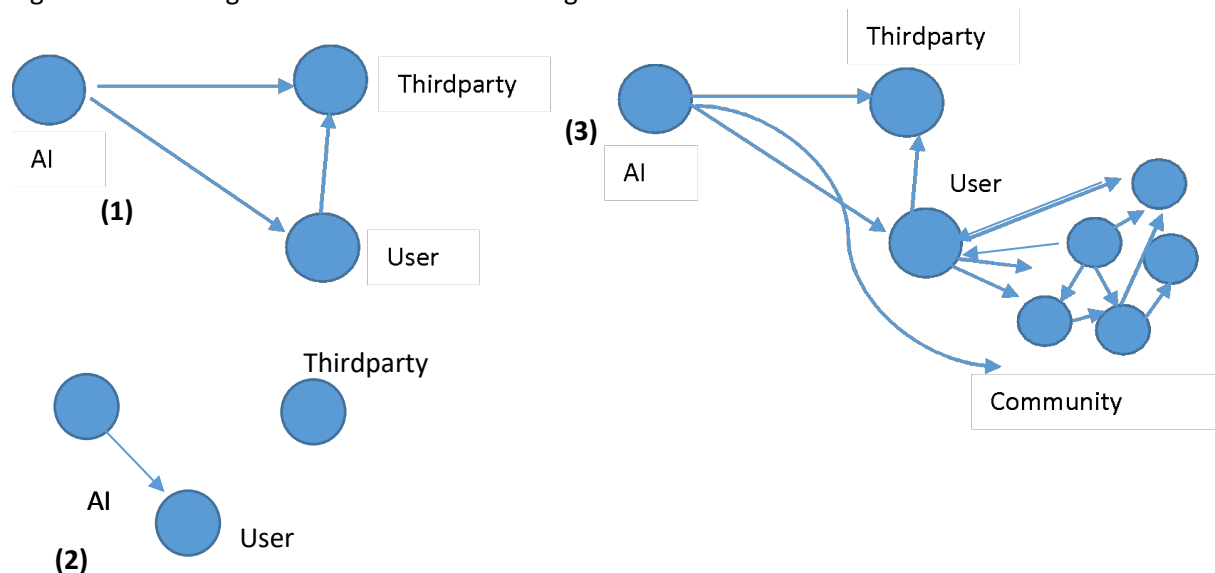 Thirdparty
AI
(1)
User
Thirdparty
AI
User
(2)
Thirdparty
(3)
AI
User
Community